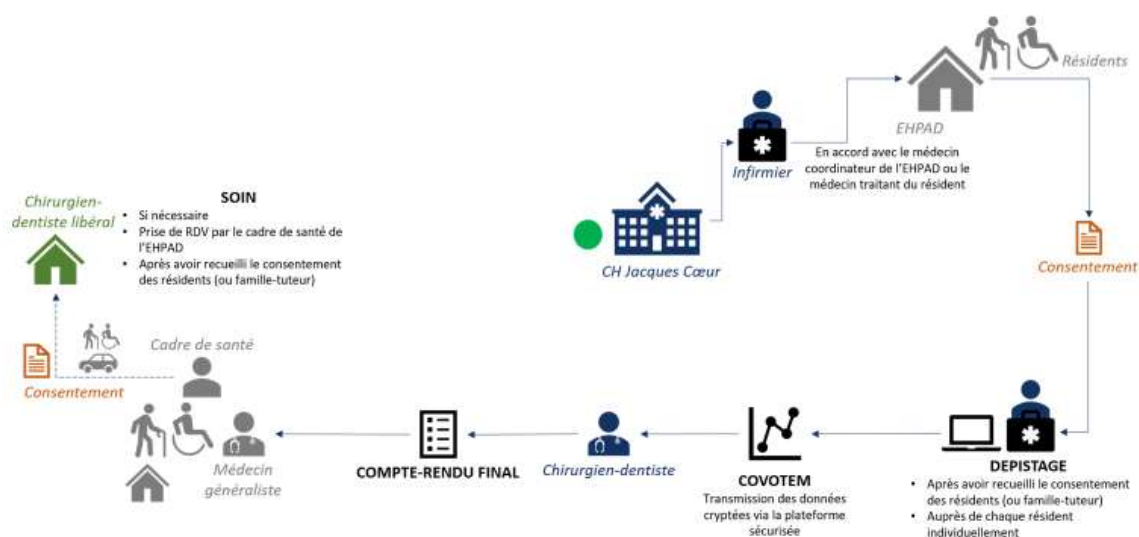 Résidents
EHPAD
Infirmier
En accord avec le médecin
coordinateur de l'EHPAD ou le
médecin traitant du résident
CH Jacques Cœur
Consentement
DEPISTAGE
• Après avoir recueilli le consentement
des résidents (ou famille-tuteur)
• Auprès de chaque résident
individuellement
COVOTEM
Transmission des données
cryptées via la plateforme
sécurisée
Chirurgien-dentiste
COMPTE-RENDU FINAL
Médecin
généraliste
Cadre de santé
Consentement
Chirurgien-
dentiste libéral
SOIN
• Si nécessaire
• Prise de RDV par le cadre de santé de
l'EHPAD
• Après avoir recueilli le consentement
des résidents (ou famille-tuteur)